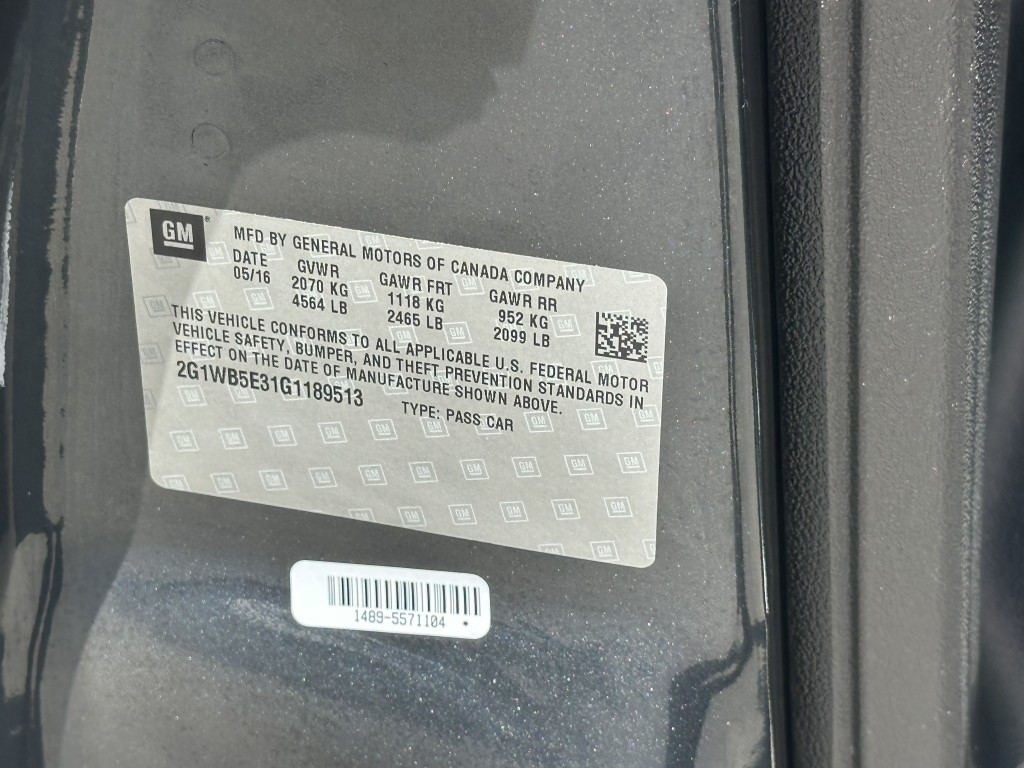 GM®
MFD BY GENERAL MOTORS OF CANADA COMPANY
DATE GVWR GAWR FRT GAWR RR
05/16 2070 KG 1118 KG 952 KG
4564 LB 2465 LB 2099 LB
THIS VEHICLE CONFORMS TO ALL APPLICABLE U.S. FEDERAL MOTOR
VEHICLE SAFETY, BUMPER, AND THEFT PREVENTION STANDARDS IN
EFFECT ON THE DATE OF MANUFACTURE SHOWN ABOVE.
2G1WB5E31G1189513 TYPE: PASS CAR
1489-5571104